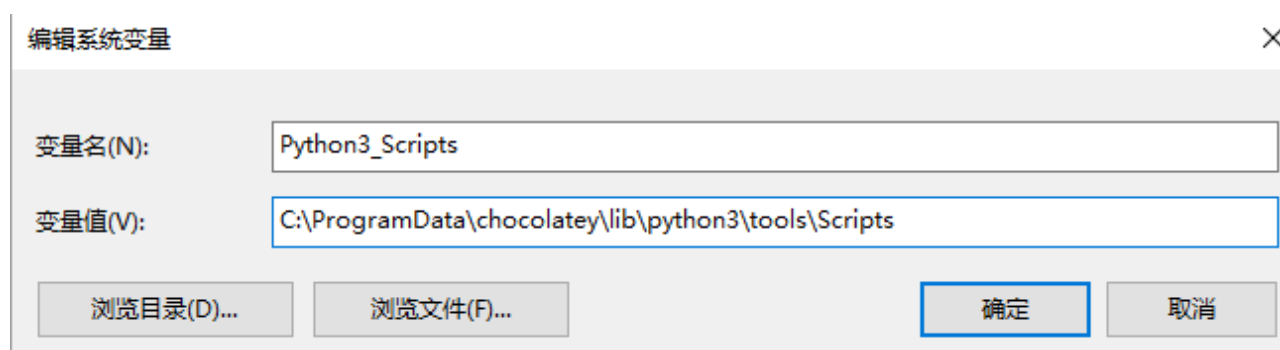 编辑系统变量
变量名(N): Python3_Scripts
变量值(V): C:\ProgramData\chocolatey\lib\python3\tools\Scripts
浏览目录(D)... 浏览文件(F)... 确定 取消